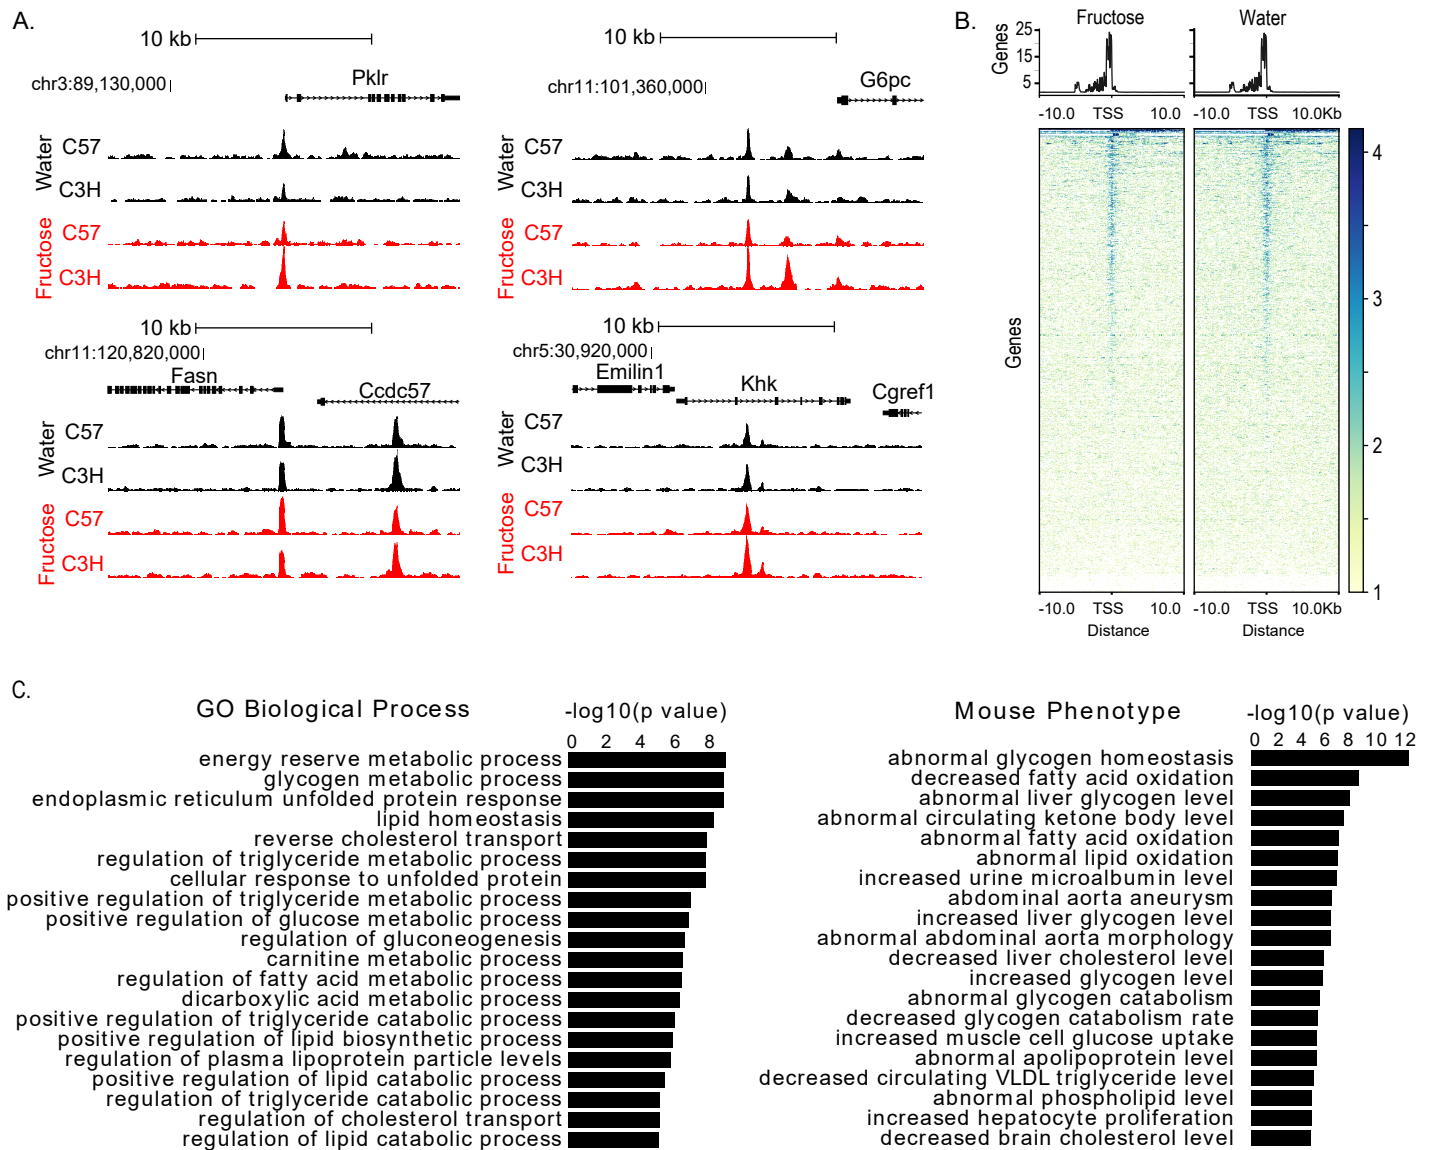 A.
10 kb
chr3:89,130,000
Pklr
Water
C57
C3H
Fructose
C57
C3H
10 kb
chr11:101,360,000
G6pc
Water
C57
C3H
Fructose
C57
C3H
10 kb
chr11:120,820,000
Fasn
Ccdc57
Water
C57
C3H
Fructose
C57
C3H
10 kb
chr5:30,920,000
Emilin1
Khk
Cgref1
Water
C57
C3H
Fructose
C57
C3H
B.
Fructose Water
Genes
25
15
5
-10.0 TSS 10.0 -10.0 TSS 10.0Kb
Genes
4
3
2
1
-10.0 TSS 10.0 -10.0 TSS 10.0Kb
Distance Distance
C.
GO Biological Process -log10(p value)
0 2 4 6 8
energy reserve metabolic process
glycogen metabolic process
endoplasmic reticulum unfolded protein response
lipid homeostasis
reverse cholesterol transport
regulation of triglyceride metabolic process
cellular response to unfolded protein
positive regulation of triglyceride metabolic process
positive regulation of glucose metabolic process
regulation of gluconeogenesis
carnitine metabolic process
regulation of fatty acid metabolic process
dicarboxylic acid metabolic process
positive regulation of triglyceride catabolic process
positive regulation of lipid biosynthetic process
regulation of plasma lipoprotein particle levels
positive regulation of lipid catabolic process
regulation of triglyceride catabolic process
regulation of cholesterol transport
regulation of lipid catabolic process
Mouse Phenotype -log10(p value)
0 2 4 6 8 10 12
abnormal glycogen homeostasis
decreased fatty acid oxidation
abnormal liver glycogen level
abnormal circulating ketone body level
abnormal fatty acid oxidation
abnormal lipid oxidation
increased urine microalbumin level
abdominal aorta aneurysm
increased liver glycogen level
abnormal abdominal aorta morphology
decreased liver cholesterol level
increased glycogen level
abnormal glycogen catabolism
decreased glycogen catabolism rate
increased muscle cell glucose uptake
abnormal apolipoprotein level
decreased circulating VLDL triglyceride level
abnormal phospholipid level
increased hepatocyte proliferation
decreased brain cholesterol level